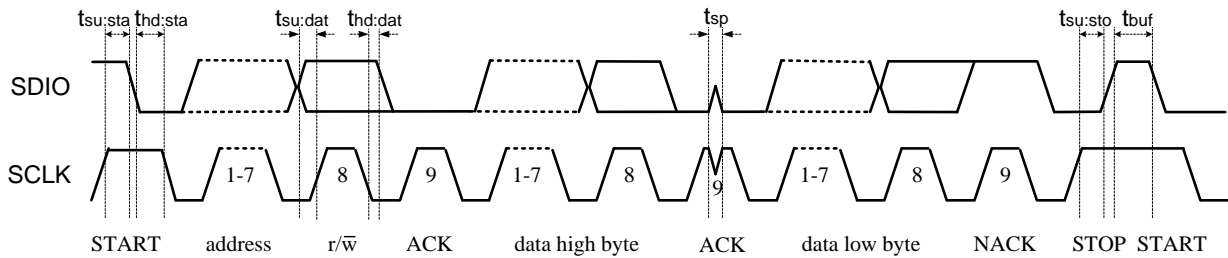 tsu:sta thd:sta tsu:dat thd:dat tsp tsu:sto tbuf
SDIO
SCLK 1-7 8 9 1-7 8 9 1-7 8 9
START address r/w̅ ACK data high byte ACK data low byte NACK STOP START